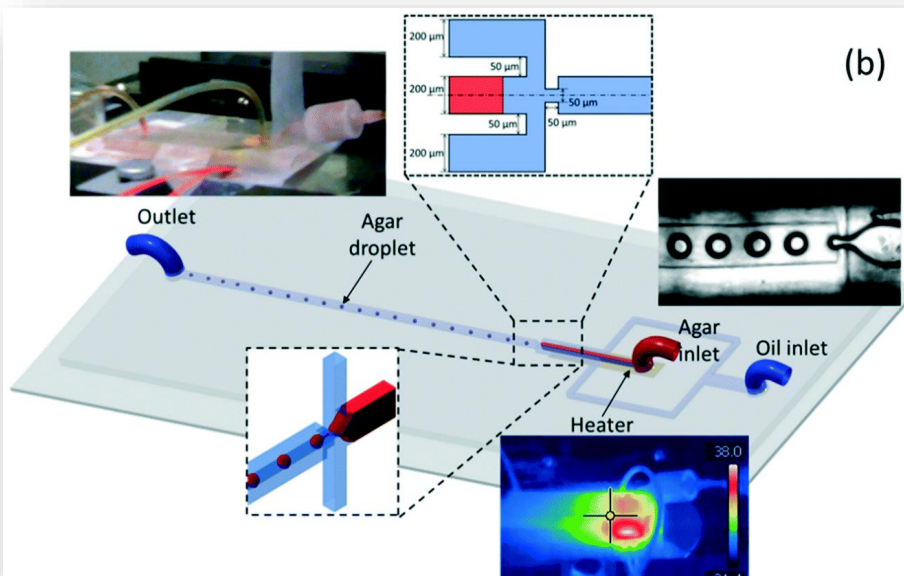 (b)
200 µm
50 µm
200 µm
50 µm
50 µm
50 µm
200 µm
Outlet
Agar
droplet
Agar
inlet
Oil inlet
Heater
38.0